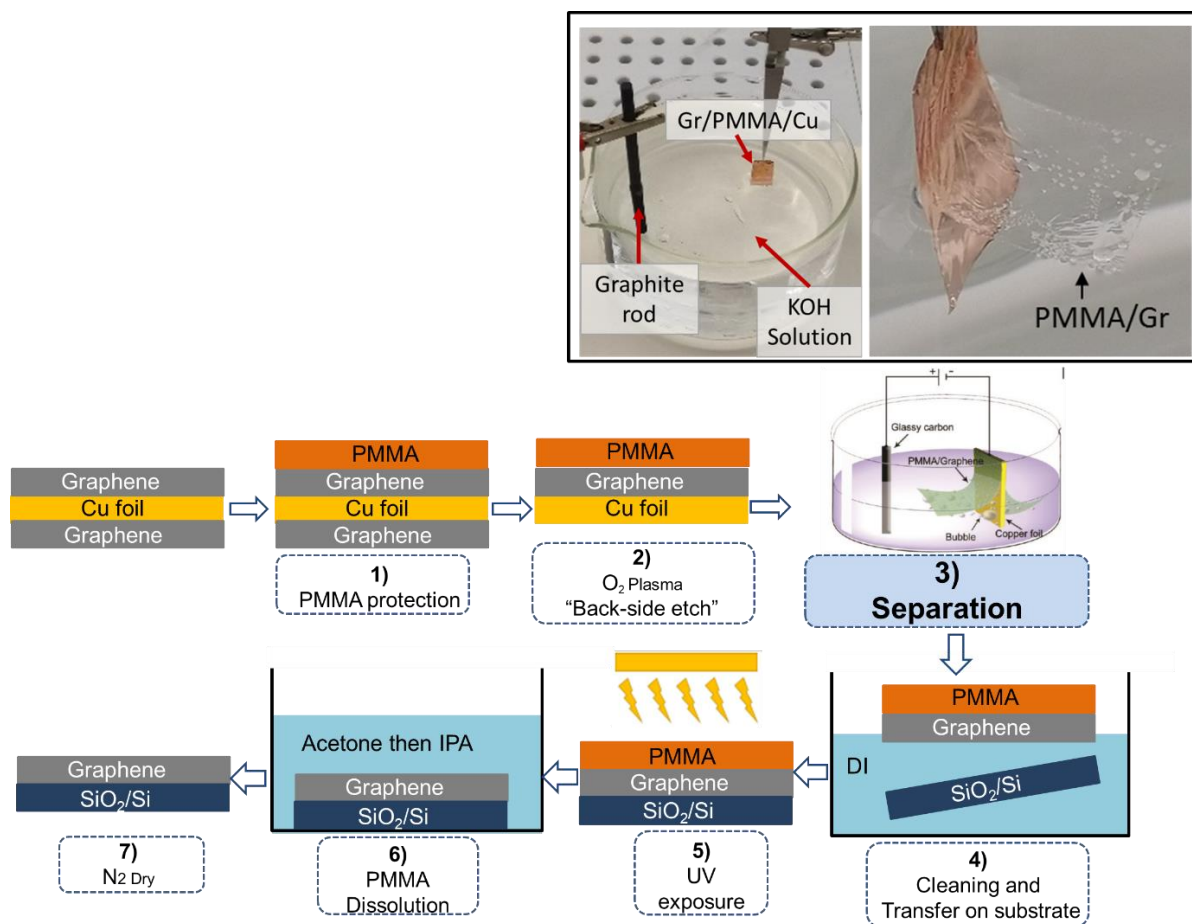 Gr/PMMA/Cu
Graphite
rod
KOH
Solution
PMMA/Gr
+
-
Glassy carbon
PMMA/Graphene
Bubble
Copper foil
Graphene
Cu foil
Graphene
PMMA
Graphene
Cu foil
Graphene
1)
PMMA protection
PMMA
Graphene
Cu foil
2)
O₂ Plasma
“Back-side etch”
3)
Separation
PMMA
Graphene
DI
SiO₂/Si
4)
Cleaning and
Transfer on substrate
PMMA
Graphene
SiO₂/Si
5)
UV
exposure
Acetone then IPA
Graphene
SiO₂/Si
6)
PMMA
Dissolution
Graphene
SiO₂/Si
7)
N2 Dry